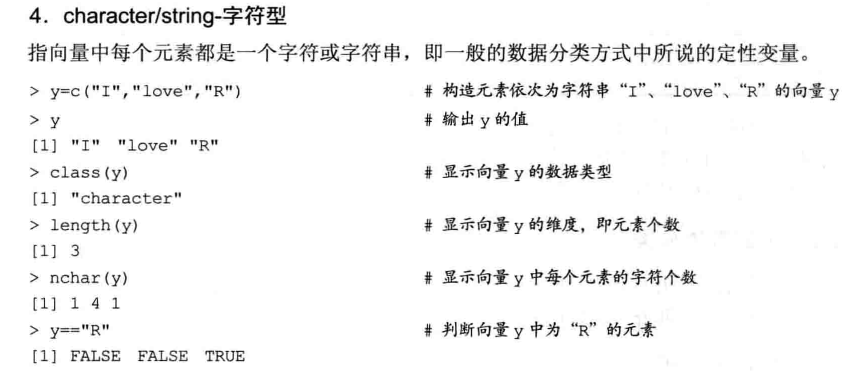 4．character/string-字符型
指向量中每个元素都是一个字符或字符串，即一般的数据分类方式中所说的定性变量。
> y=c("I","love","R") # 构造元素依次为字符串“I”、“love”、“R”的向量 y
> y # 输出 y 的值
[1] "I" "love" "R"
> class(y) # 显示向量 y 的数据类型
[1] "character"
> length(y) # 显示向量 y 的维度，即元素个数
[1] 3
> nchar(y) # 显示向量 y 中每个元素的字符个数
[1] 1 4 1
> y=="R" # 判断向量 y 中为“R”的元素
[1] FALSE FALSE TRUE